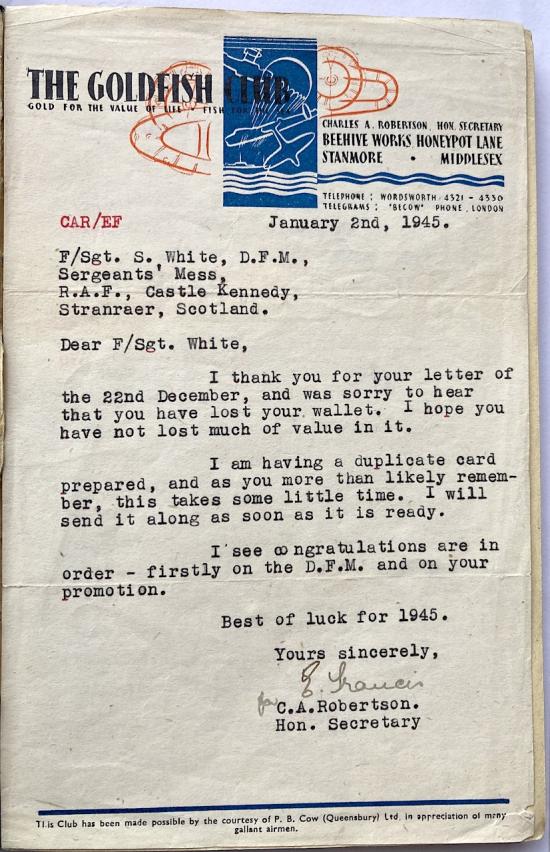 THE GOLDFISH CLUB
GOLD FOR THE VALUE OF LIFE • FISH FOR
CHARLES A. ROBERTSON, HON. SECRETARY
BEEHIVE WORKS, HONEYPOT LANE
STANMORE • MIDDLESEX
TELEPHONE : WORDSWORTH 4321 - 4330
TELEGRAMS : "BECOW" PHONE, LONDON
CAR/EF
January 2nd, 1945.
F/Sgt. S. White, D.F.M.,
Sergeants' Mess,
R.A.F., Castle Kennedy,
Stranraer, Scotland.
Dear F/Sgt. White,
I thank you for your letter of
the 22nd December, and was sorry to hear
that you have lost your wallet. I hope you
have not lost much of value in it.
I am having a duplicate card
prepared, and as you more than likely remem-
ber, this takes some little time. I will
send it along as soon as it is ready.
I see congratulations are in
order - firstly on the D.F.M. and on your
promotion.
Best of luck for 1945.
Yours sincerely,
E. Francis
for C.A.Robertson.
Hon. Secretary
This Club has been made possible by the courtesy of P. B. Cow (Queensbury) Ltd. in appreciation of many
gallant airmen.